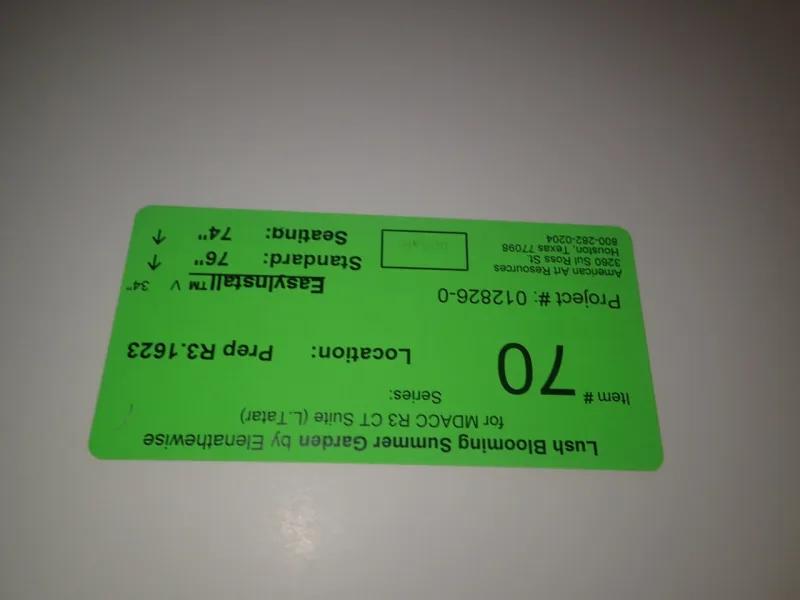 Lush Blooming Summer Garden by Elenathewise
for MDACC R3 CT Suite (L.Tatar)
Series:
Item # 70
Location: Prep R3.1623
Project #: 012826-0
EasyInstall™ V 34"
American Art Resources
3260 Sul Ross St.
Houston, Texas 77098
800-282-0204
Standard: 76" ↓
Seating: 74" ↓